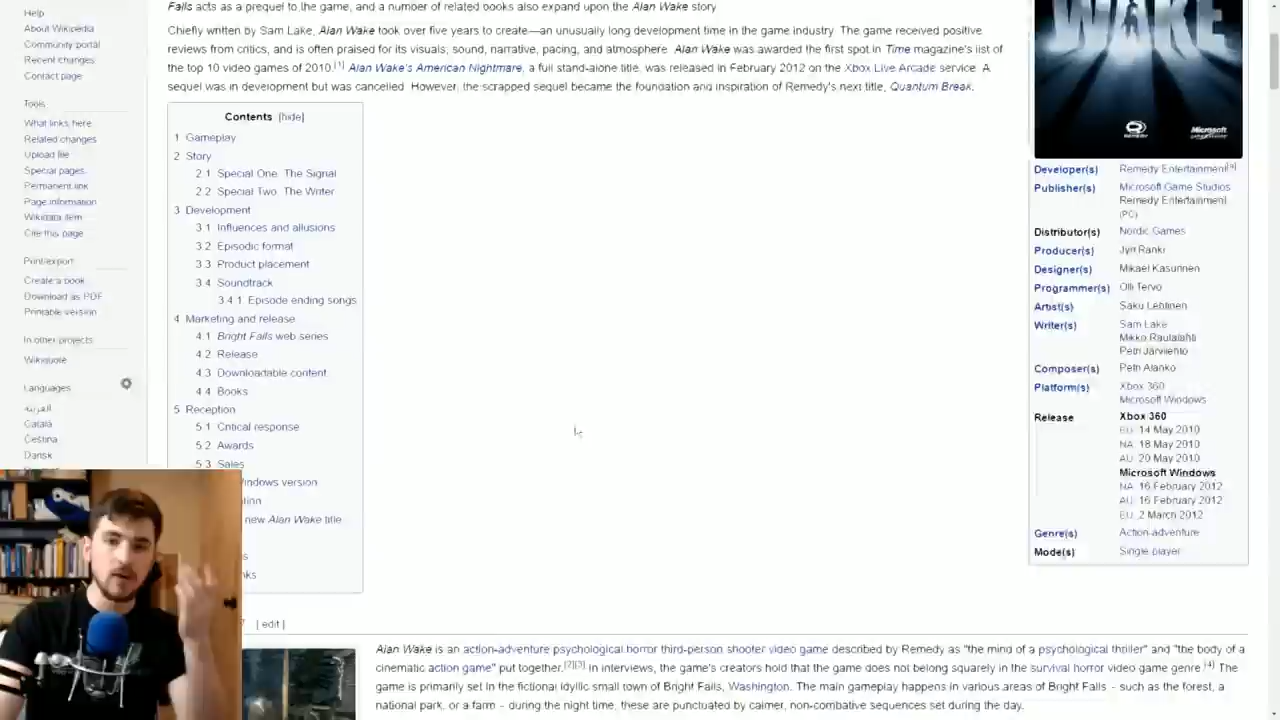 Help
About Wikipedia
Community portal
Recent changes
Contact page
Tools
What links here
Related changes
Upload file
Special pages
Permanent link
Page information
Wikidata item
Cite this page
Print/export
Create a book
Download as PDF
Printable version
In other projects
Wikiquote
Languages
العربية
Català
Čeština
Dansk
Falls acts as a prequel to the game, and a number of related books also expand upon the Alan Wake story
Chiefly written by Sam Lake, Alan Wake took over five years to create—an unusually long development time in the game industry. The game received positive
reviews from critics, and is often praised for its visuals, sound, narrative, pacing, and atmosphere. Alan Wake was awarded the first spot in Time magazine's list of
the top 10 video games of 2010.[1] Alan Wake's American Nightmare, a full stand-alone title, was released in February 2012 on the Xbox Live Arcade service. A
sequel was in development but was cancelled. However, the scrapped sequel became the foundation and inspiration of Remedy's next title, Quantum Break.
Contents [hide]
1 Gameplay
2 Story
2.1 Special One: The Signal
2.2 Special Two: The Writer
3 Development
3.1 Influences and allusions
3.2 Episodic format
3.3 Product placement
3.4 Soundtrack
3.4.1 Episode ending songs
4 Marketing and release
4.1 Bright Falls web series
4.2 Release
4.3 Downloadable content
4.4 Books
5 Reception
5.1 Critical response
5.2 Awards
5.3 Sales
indows version
new Alan Wake title
[ edit ]
WAKE
REMEDY
Microsoft
Developer(s) Remedy Entertainment[a]
Publisher(s) Microsoft Game Studios
Remedy Entertainment
(PC)
Distributor(s) Nordic Games
Producer(s) Jyri Ranki
Designer(s) Mikael Kasurinen
Programmer(s) Olli Tervo
Artist(s) Saku Lehtinen
Writer(s) Sam Lake
Mikko Rautalahti
Petri Järvilehto
Composer(s) Petri Alanko
Platform(s) Xbox 360
Microsoft Windows
Release Xbox 360
EU: 14 May 2010
NA: 18 May 2010
AU: 20 May 2010
Microsoft Windows
NA: 16 February 2012
AU: 16 February 2012
EU: 2 March 2012
Genre(s) Action-adventure
Mode(s) Single player
Alan Wake is an action-adventure psychological horror third-person shooter video game described by Remedy as "the mind of a psychological thriller" and "the body of a
cinematic action game" put together.[2][3] In interviews, the game's creators hold that the game does not belong squarely in the survival horror video game genre.[4] The
game is primarily set in the fictional idyllic small town of Bright Falls, Washington. The main gameplay happens in various areas of Bright Falls - such as the forest, a
national park, or a farm - during the night time; these are punctuated by calmer, non-combative sequences set during the day.